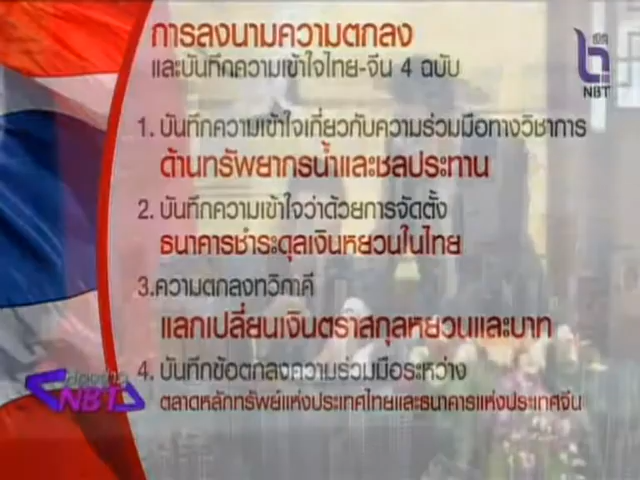 การลงนามความตกลง
และบันทึกความเข้าใจไทย-จีน 4 ฉบับ
NBT
1. บันทึกความเข้าใจเกี่ยวกับความร่วมมือทางวิชาการ
ด้านทรัพยากรน้ำและชลประทาน
2. บันทึกความเข้าใจว่าด้วยการจัดตั้ง
ธนาคารชำระดุลเงินหยวนในไทย
3.ความตกลงทวิภาคี
แลกเปลี่ยนเงินตราสกุลหยวนและบาท
4. บันทึกข้อตกลงความร่วมมือระหว่าง
ตลาดหลักทรัพย์แห่งประเทศไทยและธนาคารแห่งประเทศจีน
NBT